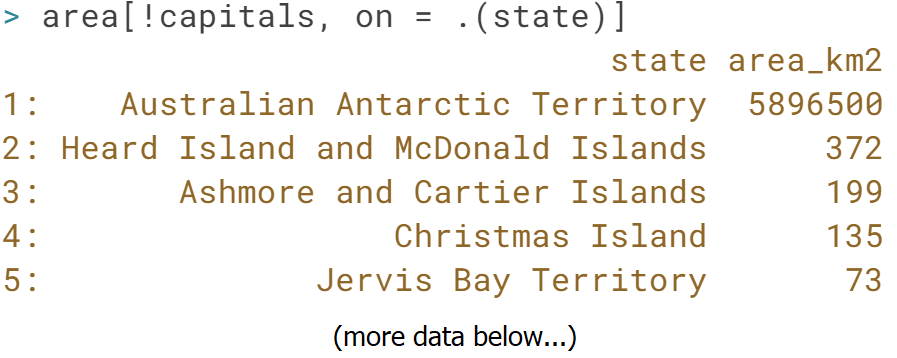 > area[!capitals, on = .(state)]
state area_km2
1: Australian Antarctic Territory 5896500
2: Heard Island and McDonald Islands 372
3: Ashmore and Cartier Islands 199
4: Christmas Island 135
5: Jervis Bay Territory 73
(more data below...)